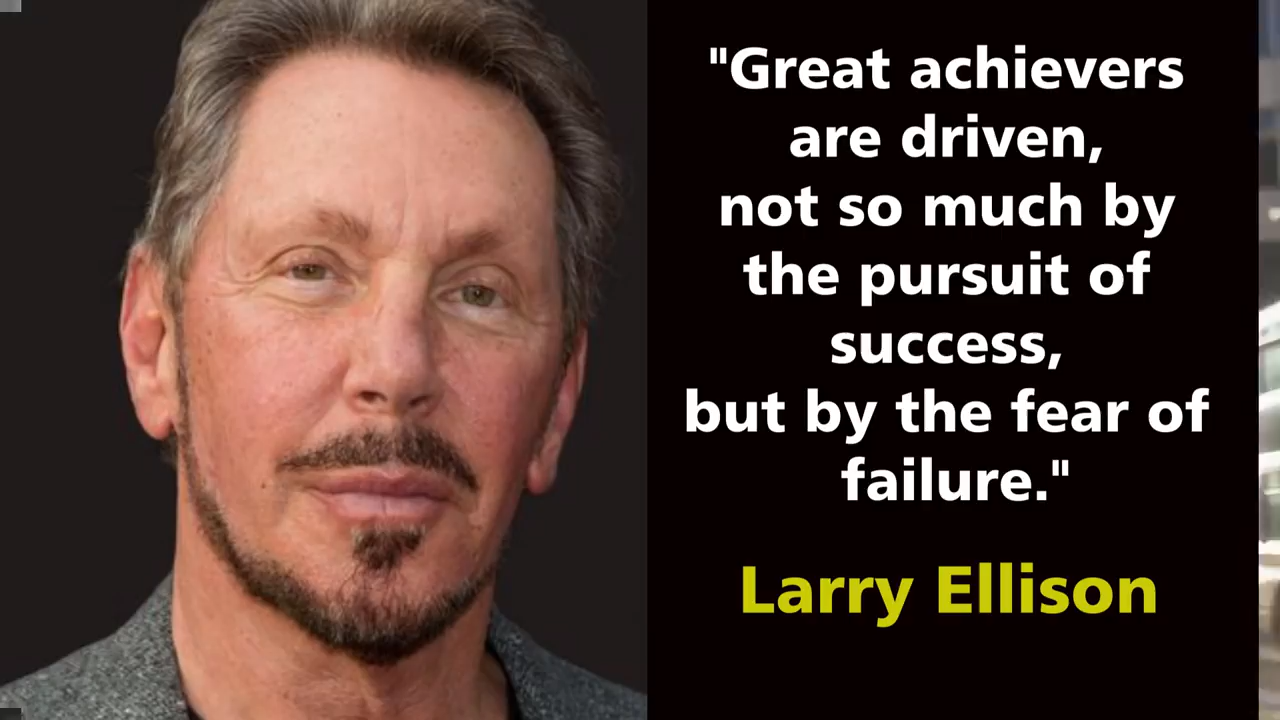 "Great achievers
are driven,
not so much by
the pursuit of
success,
but by the fear of
failure."
Larry Ellison